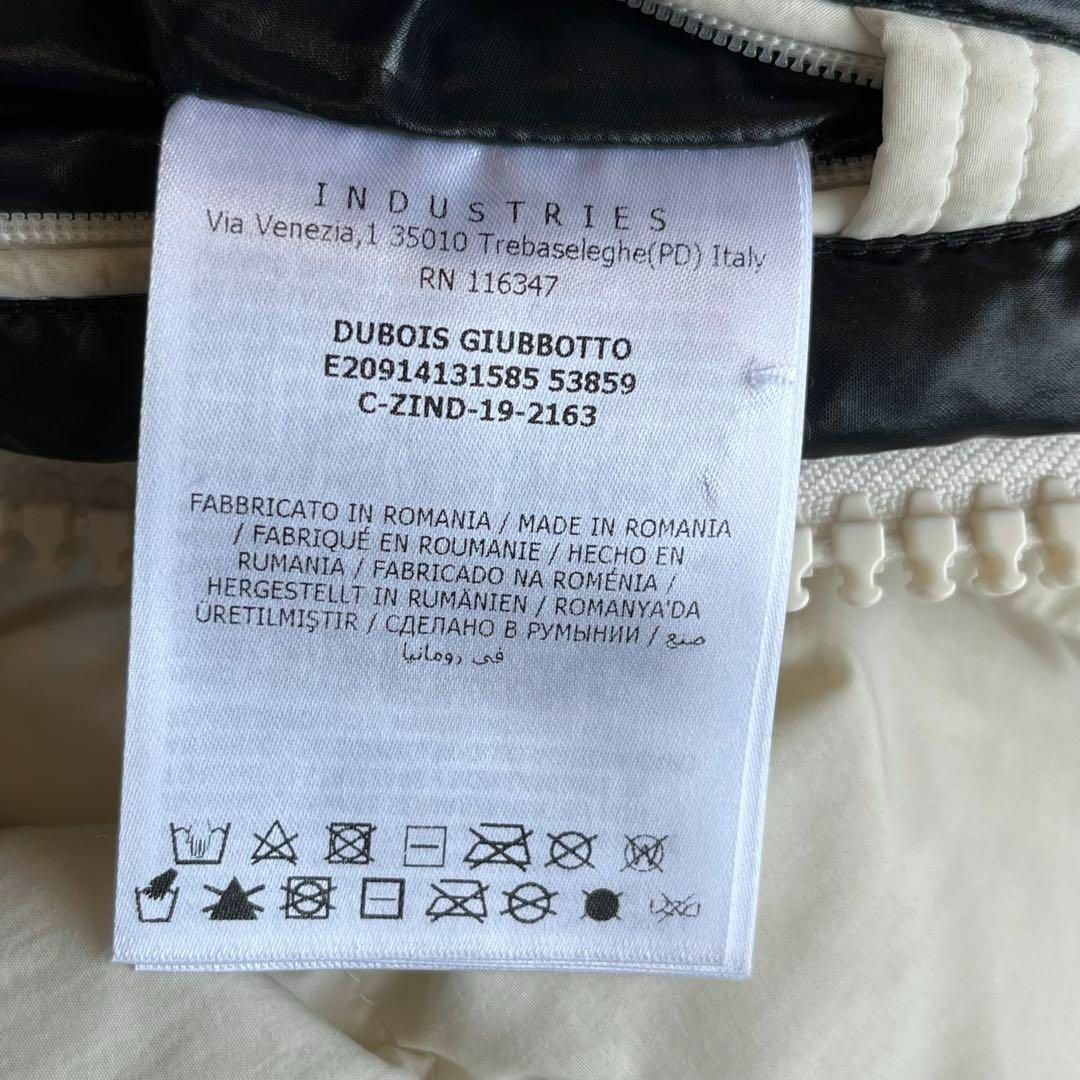 INDUSTRIES
Via Venezia,1 35010 Trebaseleghe(PD) Italy
RN 116347
DUBOIS GIUBBOTTO
E20914131585 53859
C-ZIND-19-2163
FABBRICATO IN ROMANIA / MADE IN ROMANIA
/ FABRIQUÉ EN ROUMANIE / HECHO EN
RUMANIA / FABRICADO NA ROMÉNIA /
HERGESTELLT IN RUMÄNIEN / ROMANYA'DA
ÜRETILMIŞTIR / СДЕЛАНО В РУМЫНИИ / صنع
في رومانيا